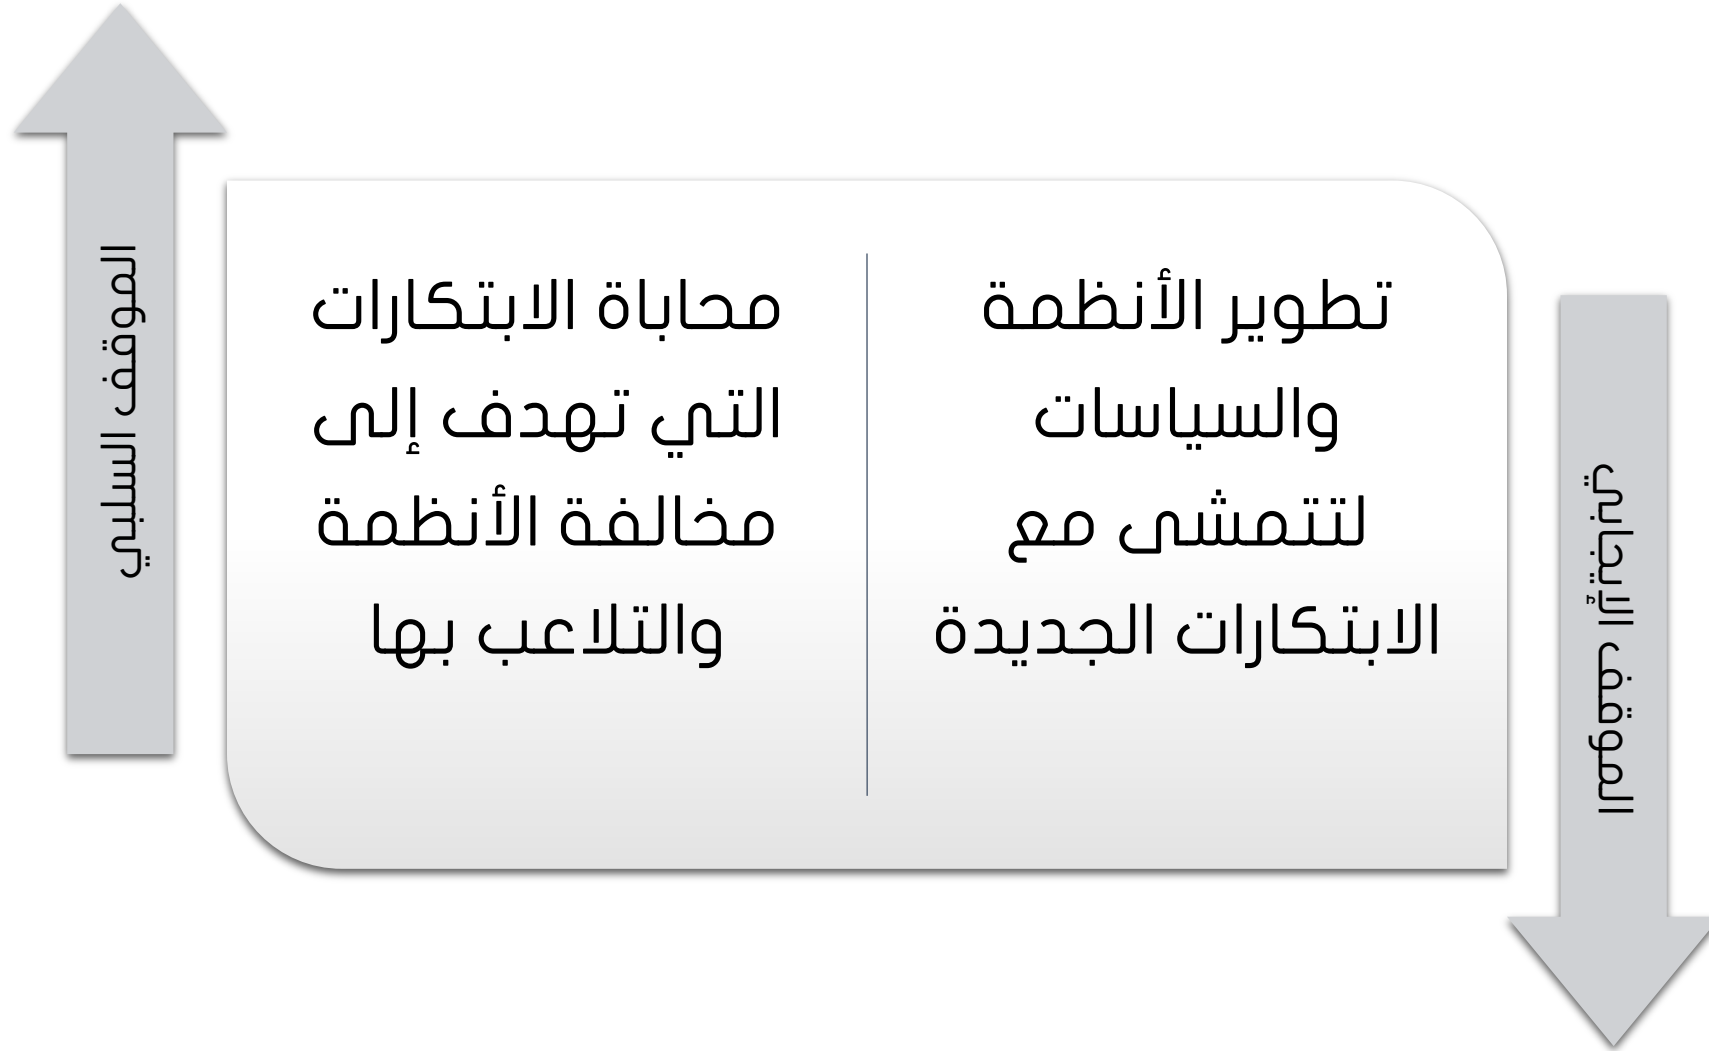 الموقف الإيجابي
تطوير الأنظمة
والسياسات
لتتمشى مع
الابتكارات الجديدة
محاباة الابتكارات
التي تهدف إلى
مخالفة الأنظمة
والتلاعب بها
الموقف السلبي